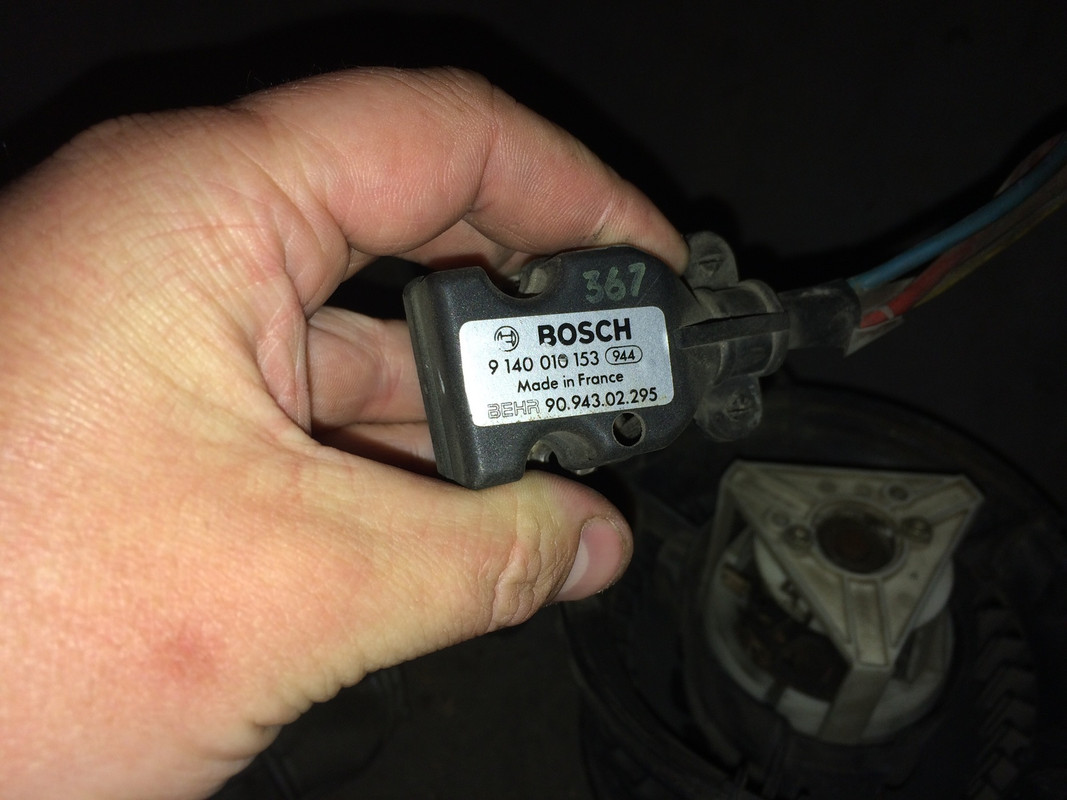 367
BOSCH
9 140 010 153 944
Made in France
BEHR 90.943.02.295